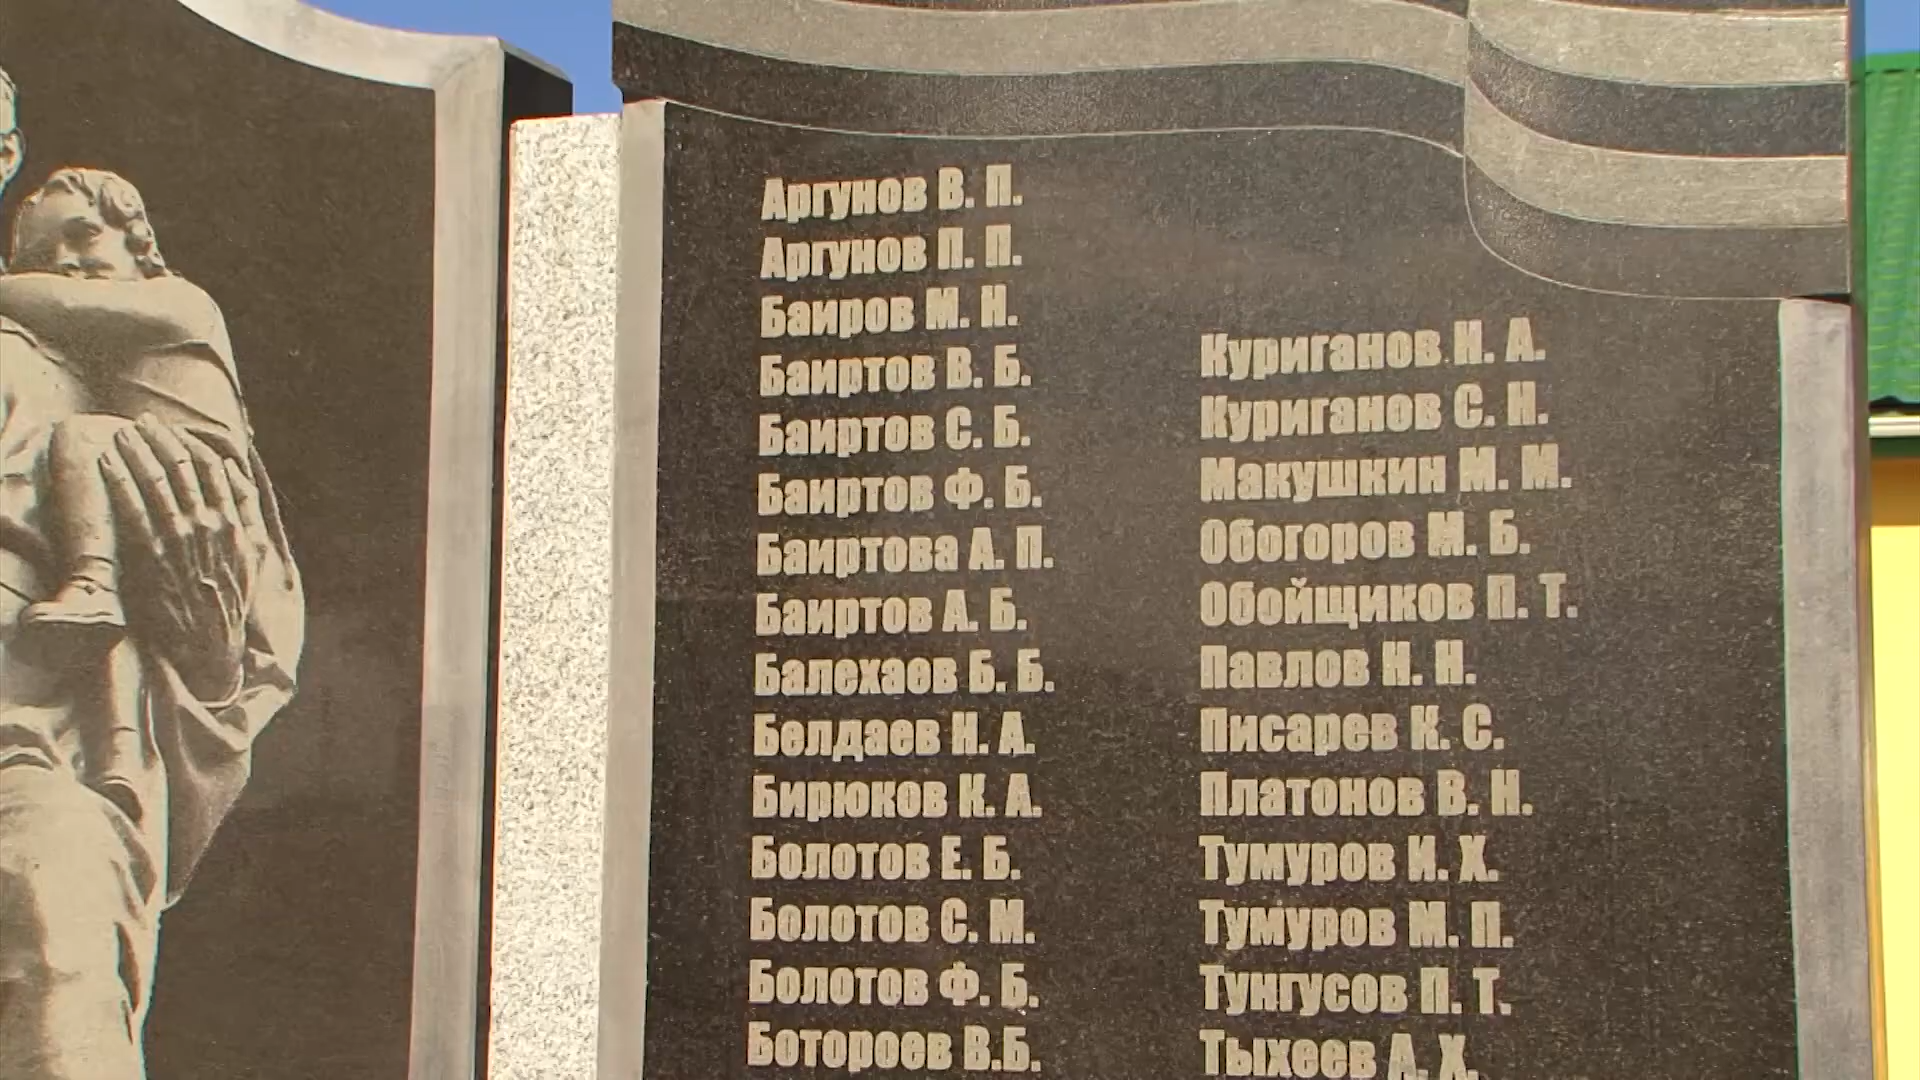 Аргунов В. П.
Аргунов П. П.
Баиров М. Н.
Баиртов В. Б.
Баиртов С. Б.
Баиртов Ф. Б.
Баиртова А. П.
Баиртов А. Б.
Балехаев Б. Б.
Белдаев Н. А.
Бирюков К. А.
Болотов Е. Б.
Болотов С. М.
Болотов Ф. Б.
Ботороев В.Б.
Куриганов И. А.
Куриганов С. Н.
Макушкин М. М.
Обогоров М. Б.
Обойщиков П. Т.
Павлов Н. Н.
Писарев К. С.
Платонов В. Н.
Тумуров И. Х.
Тумуров М. П.
Тунгусов П. Т.
Тыхеев А. Х.